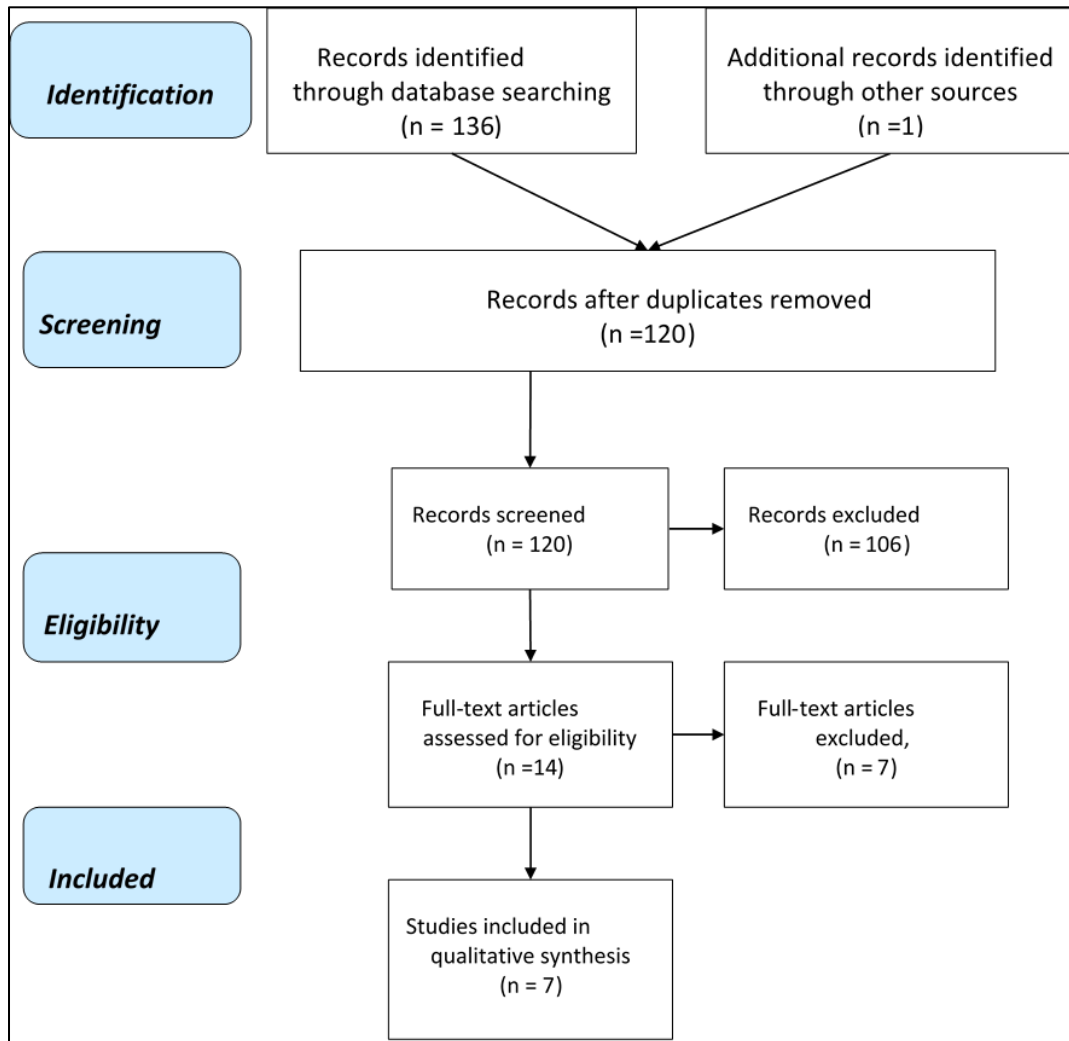 Identification
Records identified
through database searching
(n = 136)
Additional records identified
through other sources
(n =1)
Screening
Records after duplicates removed
(n =120)
Records screened
(n = 120)
Records excluded
(n = 106)
Eligibility
Full-text articles
assessed for eligibility
(n =14)
Full-text articles
excluded,
(n = 7)
Included
Studies included in
qualitative synthesis
(n = 7)